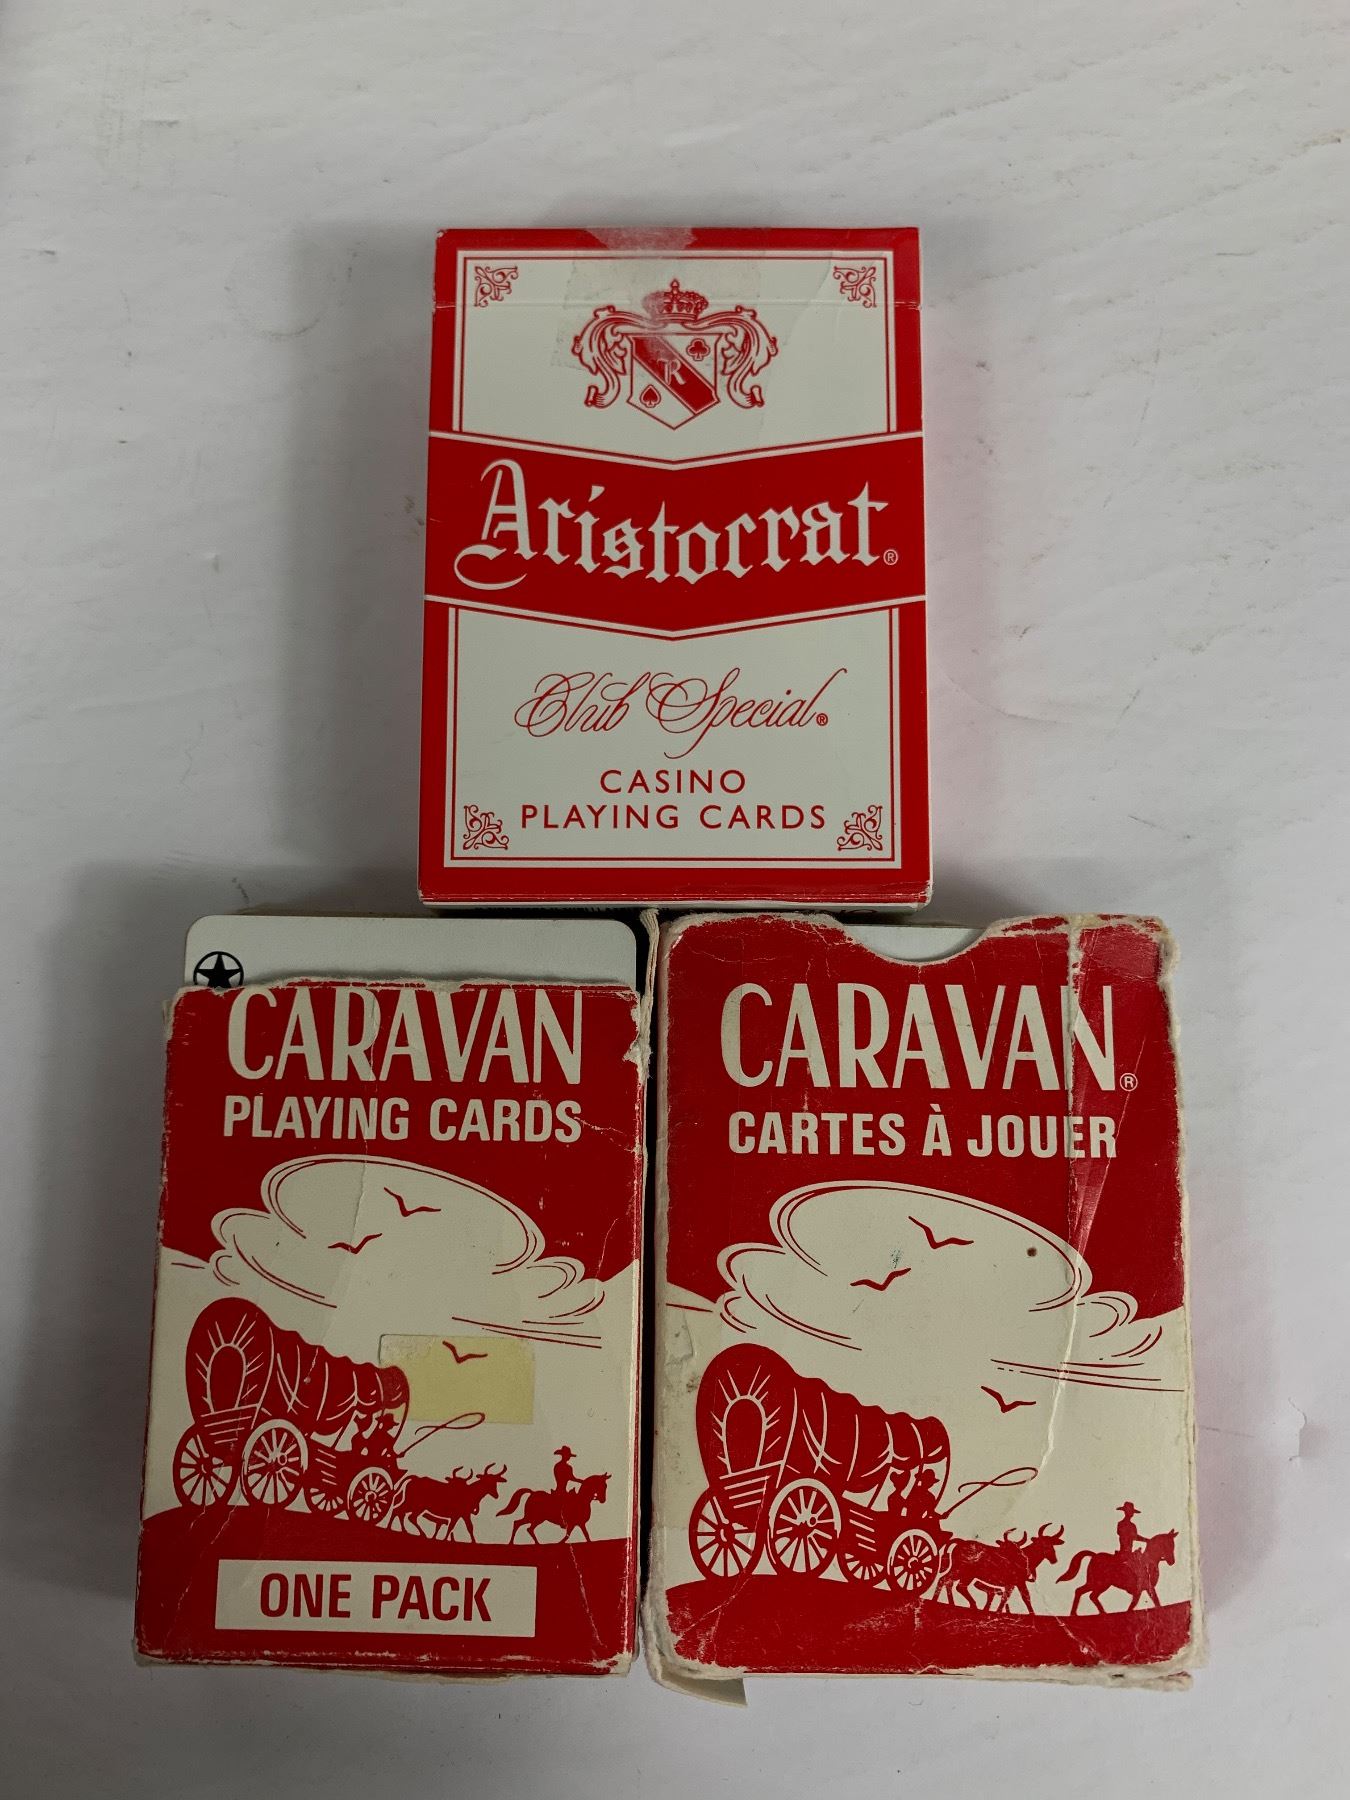 R
Aristocrat®
Club Special®
CASINO
PLAYING CARDS
CARAVAN
PLAYING CARDS
ONE PACK
CARAVAN®
CARTES À JOUER